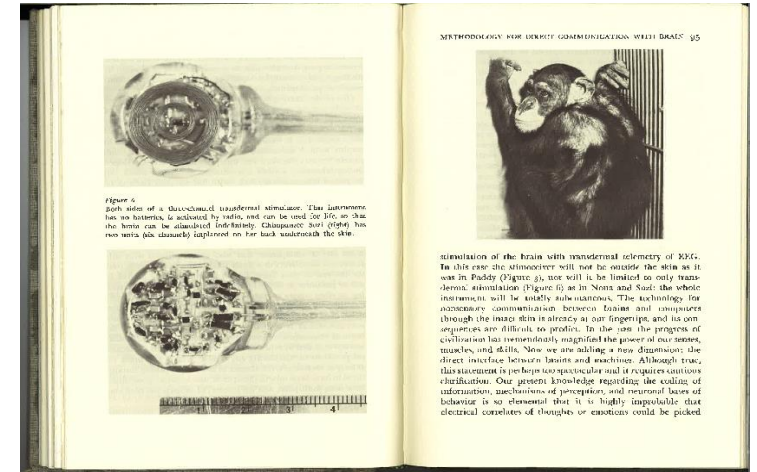 Figure 6
Both sides of a three-channel transdermal stimulator. This instrument
has no batteries, is activated by radio, and can be used for life, so that
the brain can be stimulated indefinitely. Chimpanzee Suzi (right) has
two units (six channels) implanted on her back underneath the skin.
1 2 3 4
METHODOLOGY FOR DIRECT COMMUNICATION WITH BRAIN 95
stimulation of the brain with transdermal telemetry of EEG.
In this case the stimoceiver will not be outside the skin as it
was in Paddy (Figure 3), nor will it be limited to only trans-
dermal stimulation (Figure 6) as in Nona and Suzi: the whole
instrument will be totally subcutaneous. The technology for
nonsensory communication between brains and computers
through the intact skin is already at our fingertips, and its con-
sequences are difficult to predict. In the past the progress of
civilization has tremendously magnified the power of our senses,
muscles, and skills. Now we are adding a new dimension: the
direct interface between brains and machines. Although true,
this statement is perhaps too spectacular and it requires cautious
clarification. Our present knowledge regarding the coding of
information, mechanisms of perception, and neuronal bases of
behavior is so elemental that it is highly improbable that
electrical correlates of thoughts or emotions could be picked